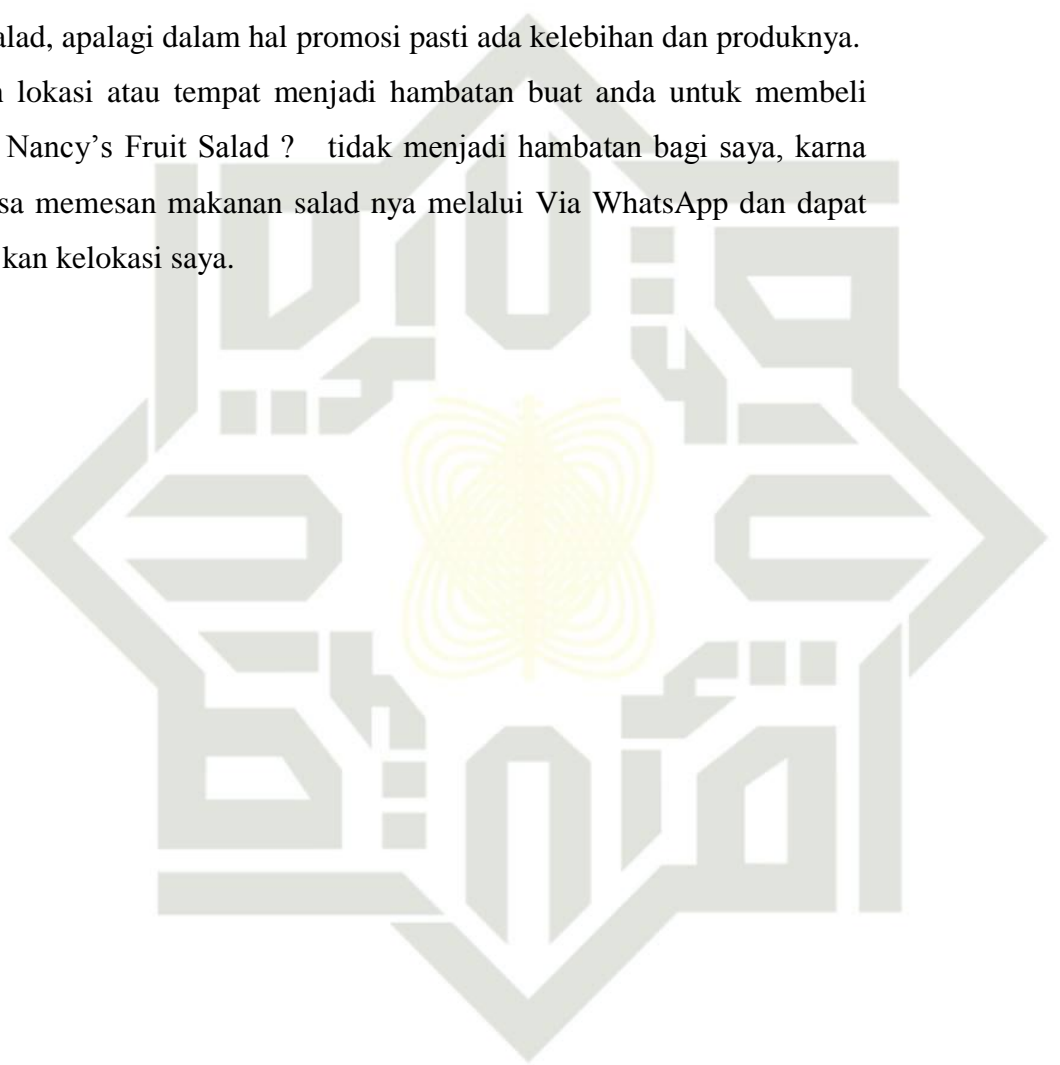 alad, apalagi dalam hal promosi pasti ada kelebihan dan produknya.
lokasi atau tempat menjadi hambatan buat anda untuk membeli
Nancy’s Fruit Salad ? tidak menjadi hambatan bagi saya, karna
sa memesan makanan salad nya melalui Via WhatsApp dan dapat
kan kelokasi saya.